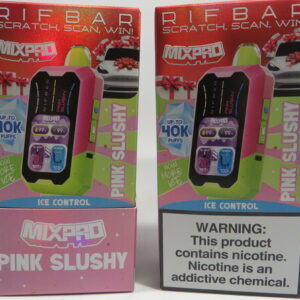 RIFBAR
SCRATCH, SCAN, WIN!
MIXPRO
UP TO
40K
PUFFS
PINK SLUSHY
ICE CONTROL
MIXPRO
PINK SLUSHY
RIFBAR
SCRATCH, SCAN, WIN!
MIXPRO
UP TO
40K
PUFFS
PINK SLUSHY
ICE CONTROL
WARNING:
This product
contains nicotine.
Nicotine is an
addictive chemical.